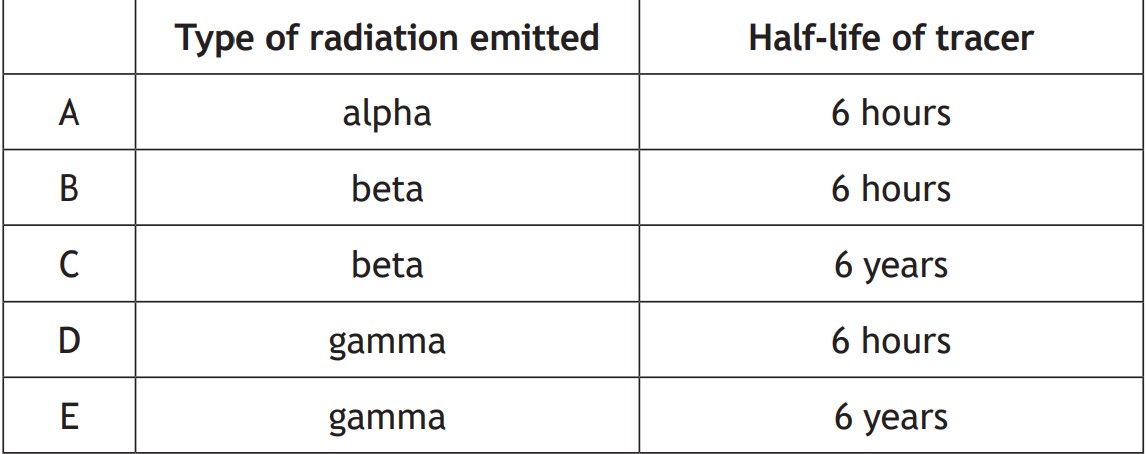 Type of radiation emitted Half-life of tracer
A alpha 6 hours
B beta 6 hours
C beta 6 years
D gamma 6 hours
E gamma 6 years